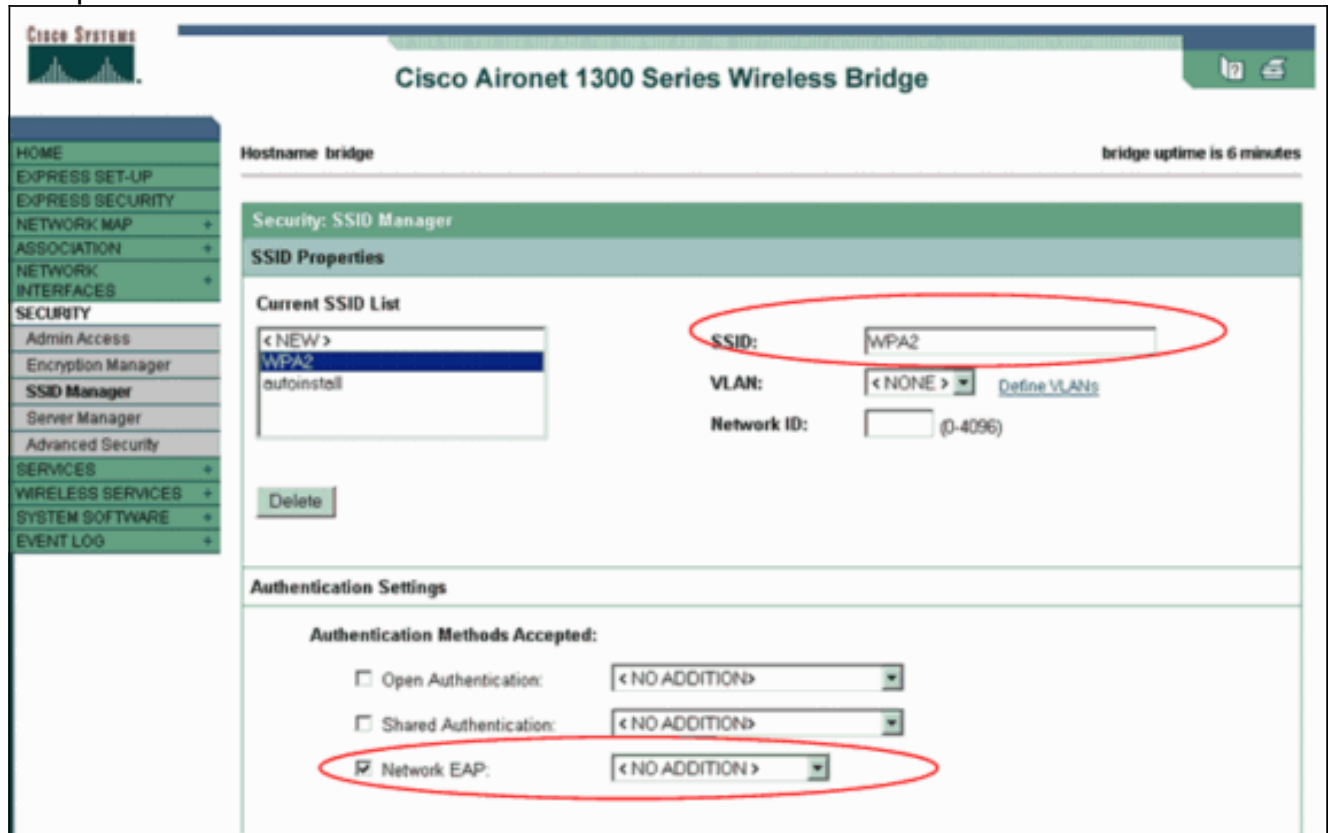 CISCO SYSTEMS
Cisco Aironet 1300 Series Wireless Bridge
HOME
EXPRESS SET-UP
EXPRESS SECURITY
NETWORK MAP +
ASSOCIATION +
NETWORK
INTERFACES +
SECURITY
Admin Access
Encryption Manager
SSID Manager
Server Manager
Advanced Security
SERVICES +
WIRELESS SERVICES +
SYSTEM SOFTWARE +
EVENT LOG +
Hostname bridge
bridge uptime is 6 minutes
Security: SSID Manager
SSID Properties
Current SSID List
< NEW >
WPA2
autoinstall
Delete
SSID: WPA2
VLAN: < NONE > Define VLANs
Network ID: (0-4096)
Authentication Settings
Authentication Methods Accepted:
Open Authentication: < NO ADDITION>
Shared Authentication: < NO ADDITION>
Network EAP: < NO ADDITION >